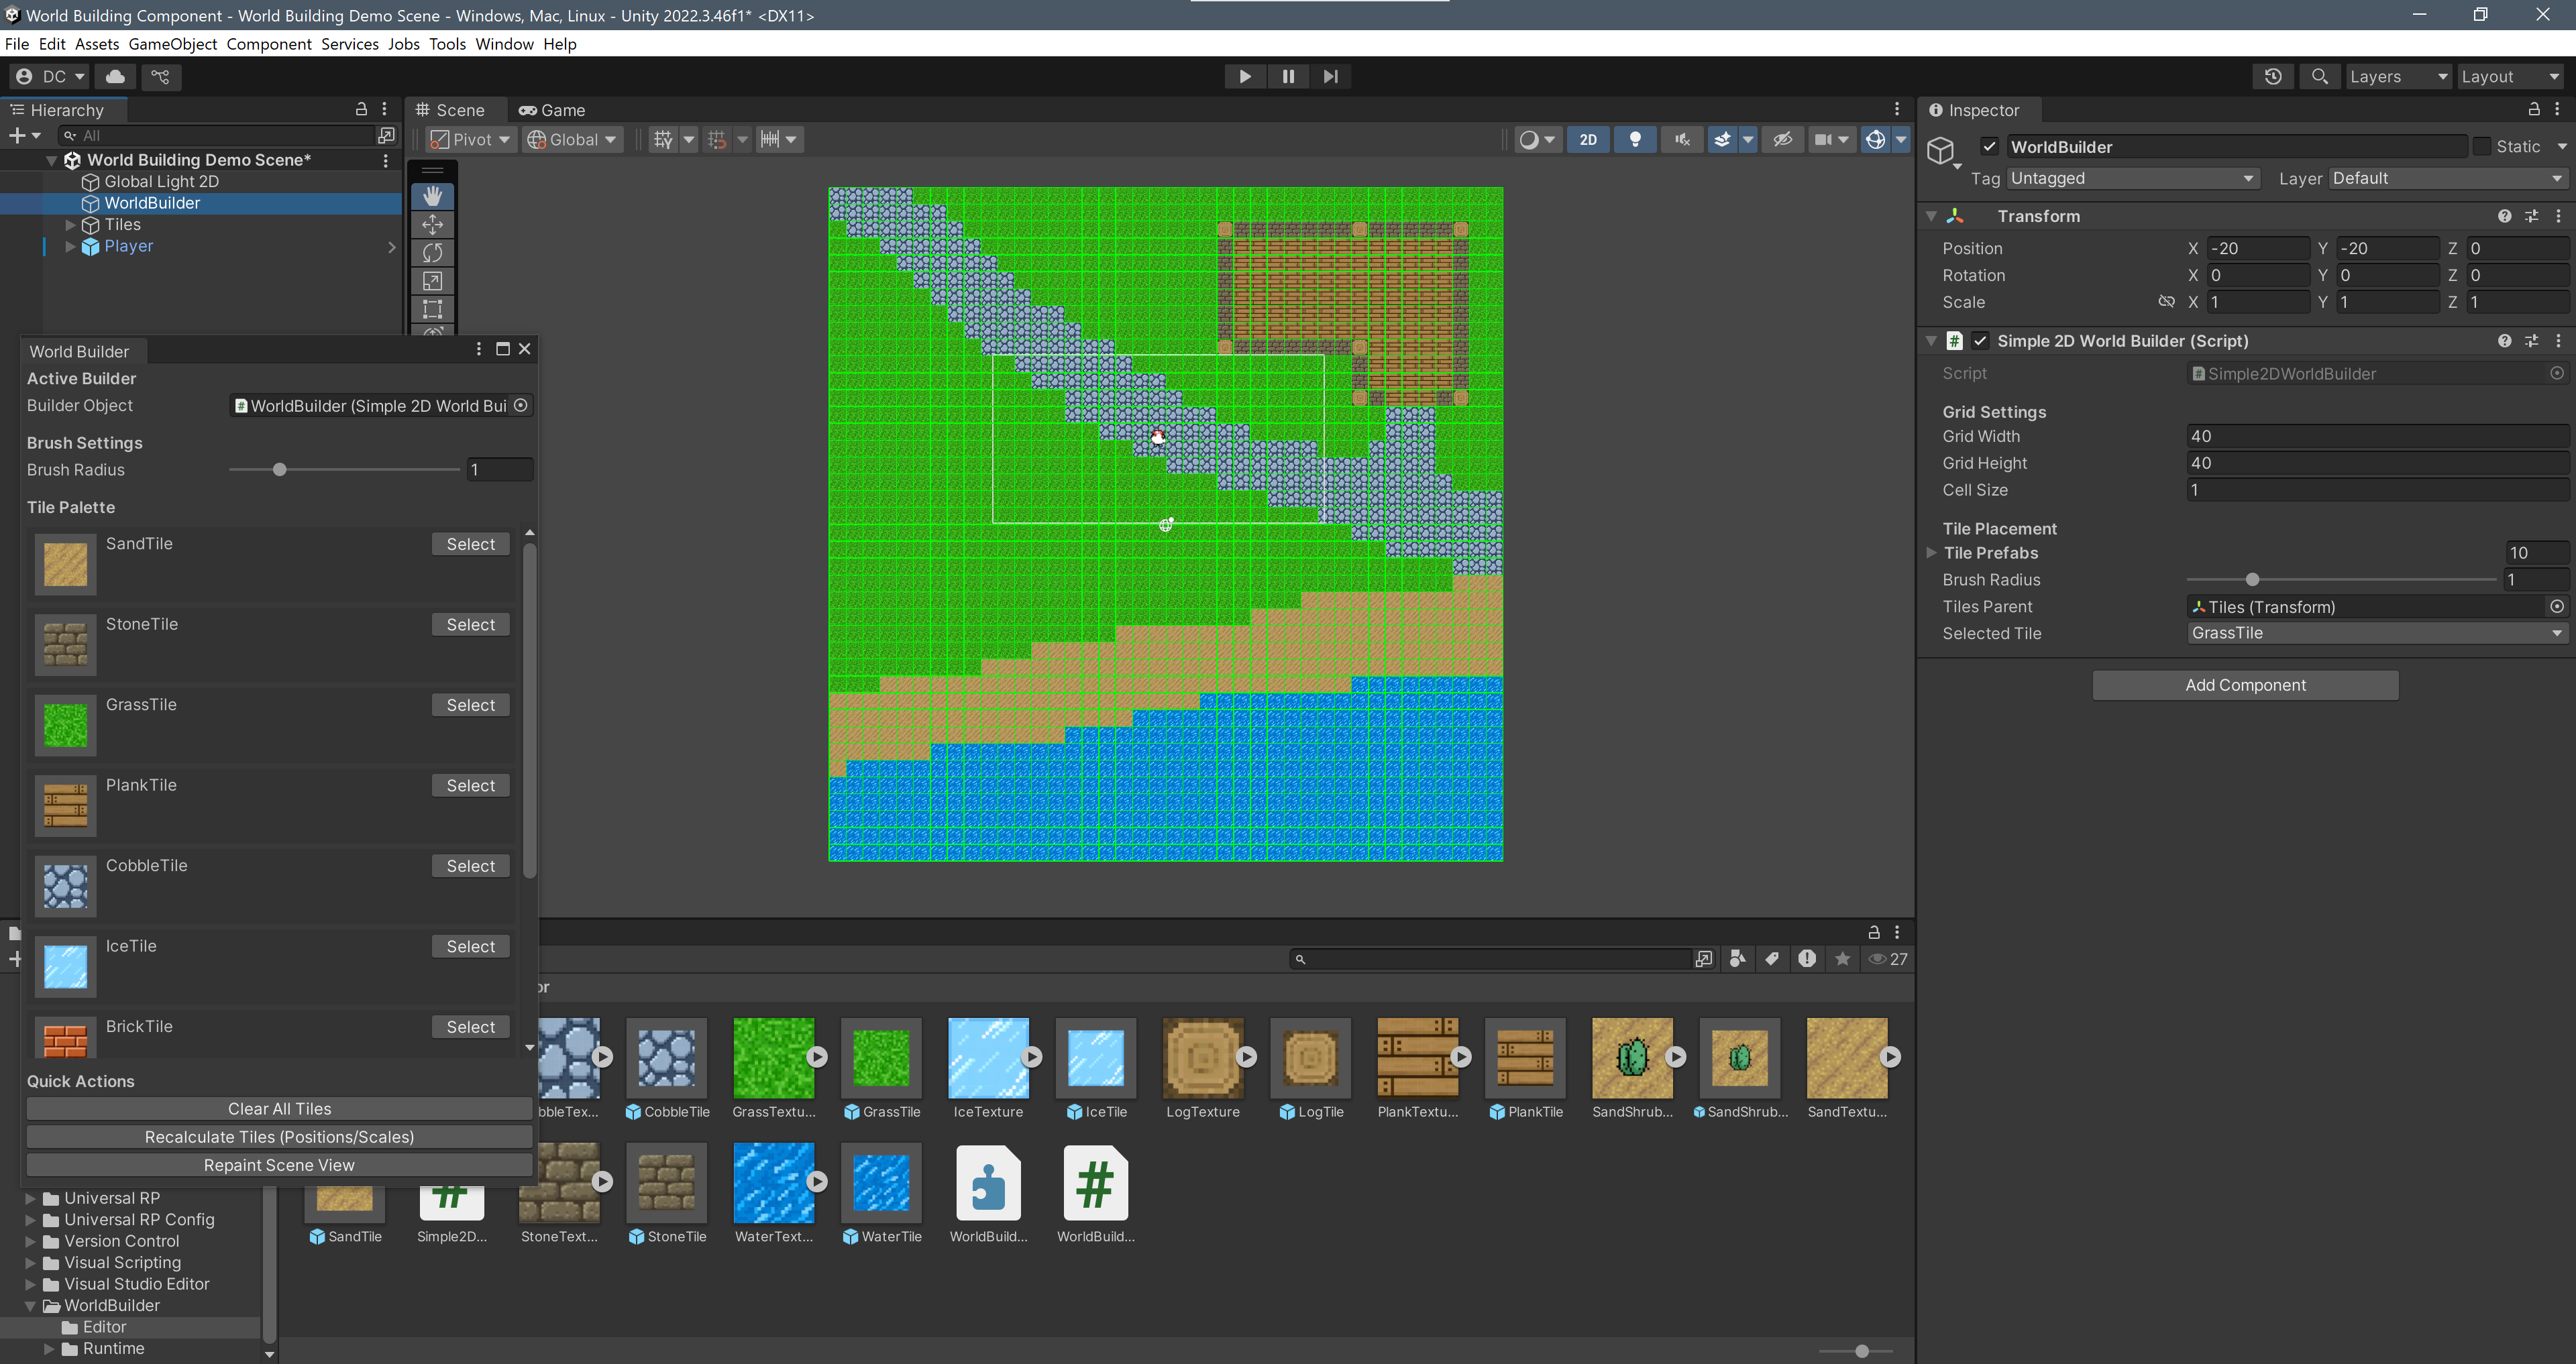 World Building Component - World Building Demo Scene - Windows, Mac, Linux - Unity 2022.3.46f1* <DX11>
File Edit Assets GameObject Component Services Jobs Tools Window Help
DC
Layers
Layout
Hierarchy
All
World Building Demo Scene*
Global Light 2D
WorldBuilder
Tiles
Player
Scene
Game
Pivot
Global
2D
World Builder
Active Builder
Builder Object
WorldBuilder (Simple 2D World Bui
Brush Settings
Brush Radius
1
Tile Palette
SandTile
Select
StoneTile
Select
GrassTile
Select
PlankTile
Select
CobbleTile
Select
IceTile
Select
BrickTile
Select
Quick Actions
Clear All Tiles
Recalculate Tiles (Positions/Scales)
Repaint Scene View
Universal RP
Universal RP Config
Version Control
Visual Scripting
Visual Studio Editor
WorldBuilder
Editor
Runtime
27
or
bbleTex...
CobbleTile
GrassTextu...
GrassTile
IceTexture
IceTile
LogTexture
LogTile
PlankTextu...
PlankTile
SandShrub...
SandShrub...
SandTextu...
SandTile
Simple2D...
StoneText...
StoneTile
WaterText...
WaterTile
WorldBuild...
WorldBuild...
Inspector
WorldBuilder
Static
Tag
Untagged
Layer
Default
Transform
Position
X -20 Y -20 Z 0
Rotation
X 0 Y 0 Z 0
Scale
X 1 Y 1 Z 1
Simple 2D World Builder (Script)
Script
Simple2DWorldBuilder
Grid Settings
Grid Width
40
Grid Height
40
Cell Size
1
Tile Placement
Tile Prefabs
10
Brush Radius
1
Tiles Parent
Tiles (Transform)
Selected Tile
GrassTile
Add Component